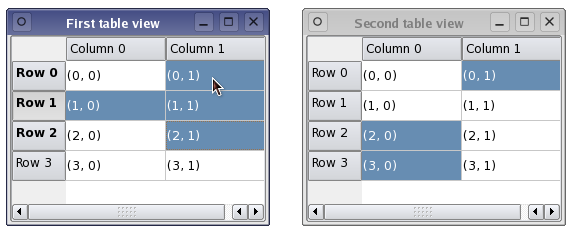 First table view
Column 0 Column 1
Row 0 (0, 0) (0, 1)
Row 1 (1, 0) (1, 1)
Row 2 (2, 0) (2, 1)
Row 3 (3, 0) (3, 1)
Second table view
Column 0 Column 1
Row 0 (0, 0) (0, 1)
Row 1 (1, 0) (1, 1)
Row 2 (2, 0) (2, 1)
Row 3 (3, 0) (3, 1)